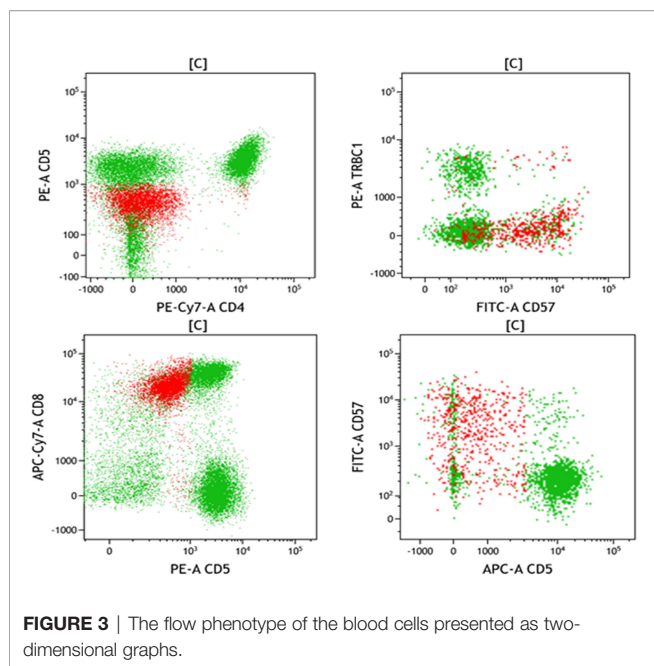 [C]
10⁵
10⁴
10³
100
0
-100
PE-A CD5
-1000
0
1000
10⁴
10⁵
PE-Cy7-A CD4
[C]
10⁵
10⁴
1000
0
-1000
PE-A TRBC1
0
10²
10³
10⁴
10⁵
FITC-A CD57
[C]
10⁵
10⁴
1000
0
-1000
APC-Cy7-A CD8
0
10³
10⁴
10⁵
PE-A CD5
[C]
10⁵
10⁴
10³
10²
0
FITC-A CD57
-1000
0
1000
10⁴
10⁵
APC-A CD5
FIGURE 3 | The flow phenotype of the blood cells presented as two-
dimensional graphs.